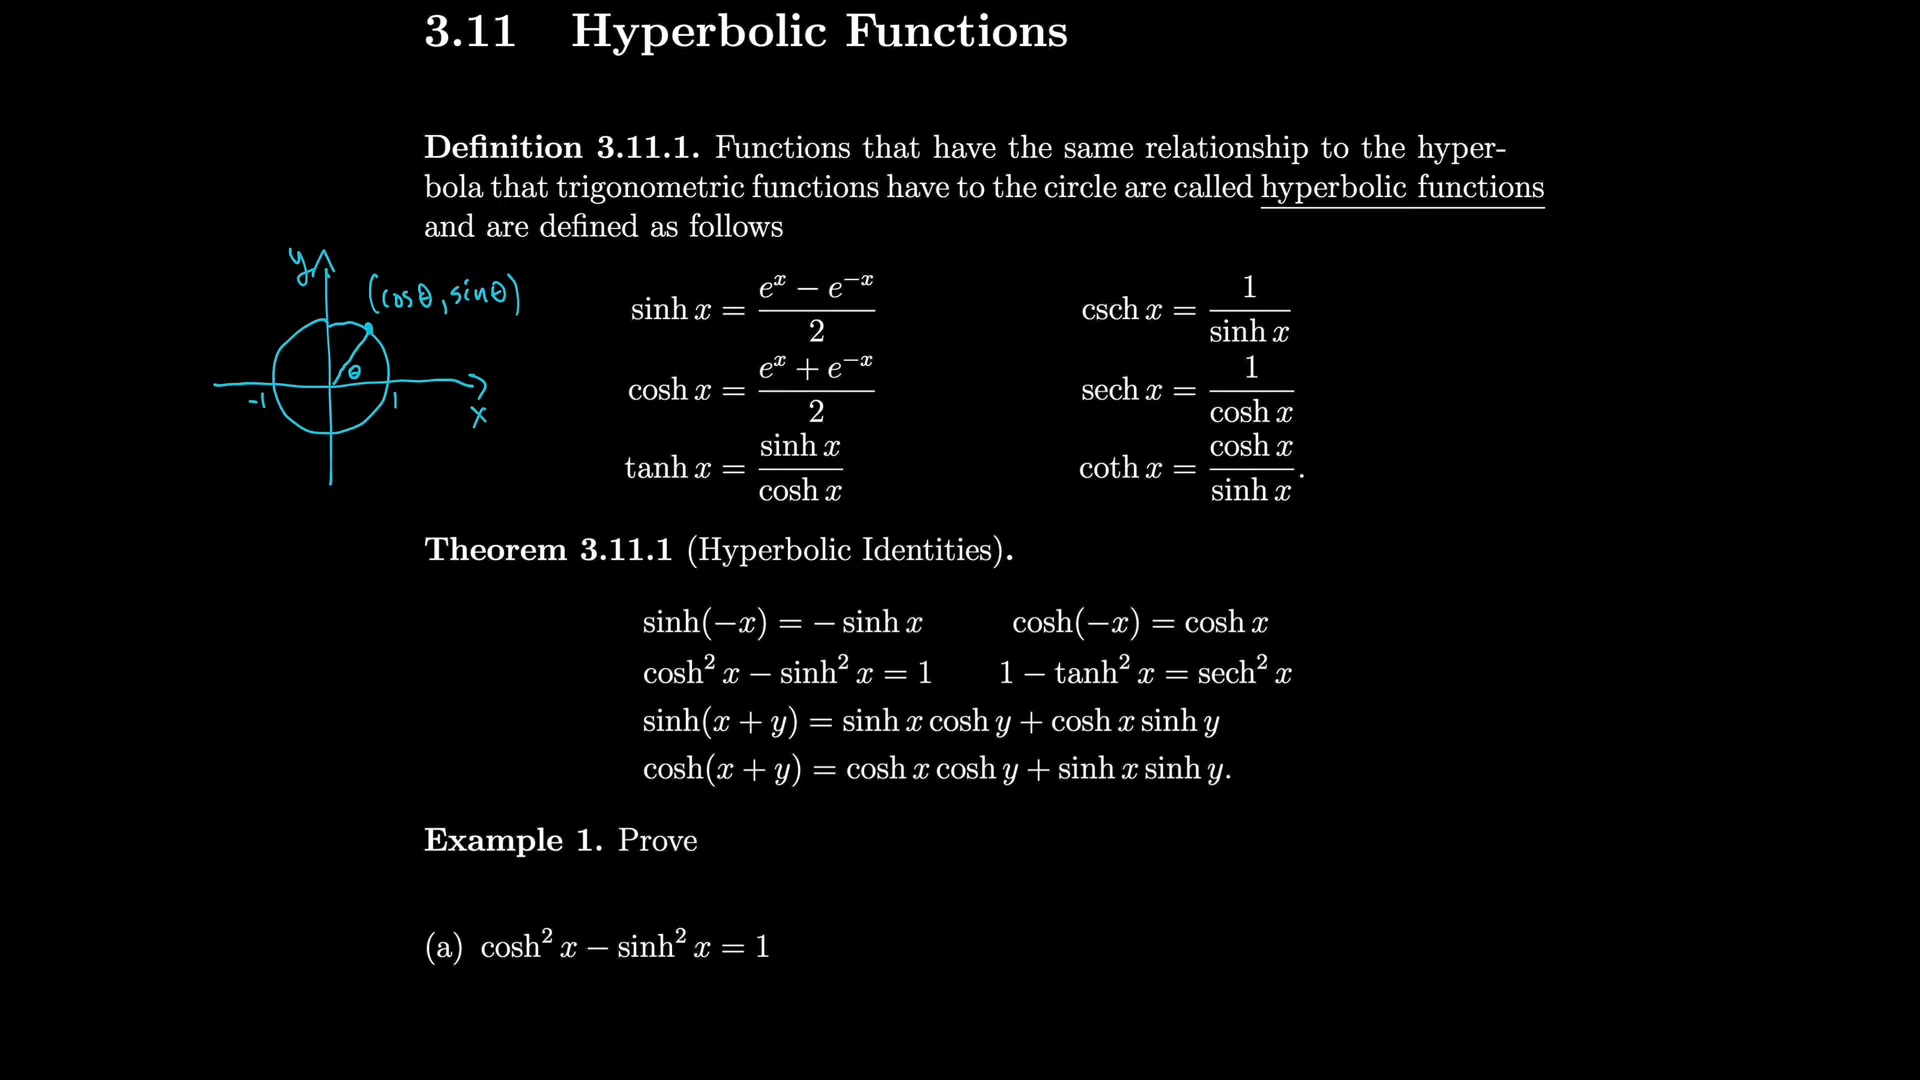 3.11 Hyperbolic Functions
Definition 3.11.1. Functions that have the same relationship to the hyper-
bola that trigonometric functions have to the circle are called hyperbolic functions
and are defined as follows
y
(cosθ, sinθ)
θ
-1
1
x
sinh x = (e^x − e^{−x})/2
csch x = 1/(sinh x)
cosh x = (e^x + e^{−x})/2
sech x = 1/(cosh x)
tanh x = (sinh x)/(cosh x)
coth x = (cosh x)/(sinh x).
Theorem 3.11.1 (Hyperbolic Identities).
sinh(−x) = − sinh x cosh(−x) = cosh x
cosh² x − sinh² x = 1 1 − tanh² x = sech² x
sinh(x + y) = sinh x cosh y + cosh x sinh y
cosh(x + y) = cosh x cosh y + sinh x sinh y.
Example 1. Prove
(a) cosh² x − sinh² x = 1